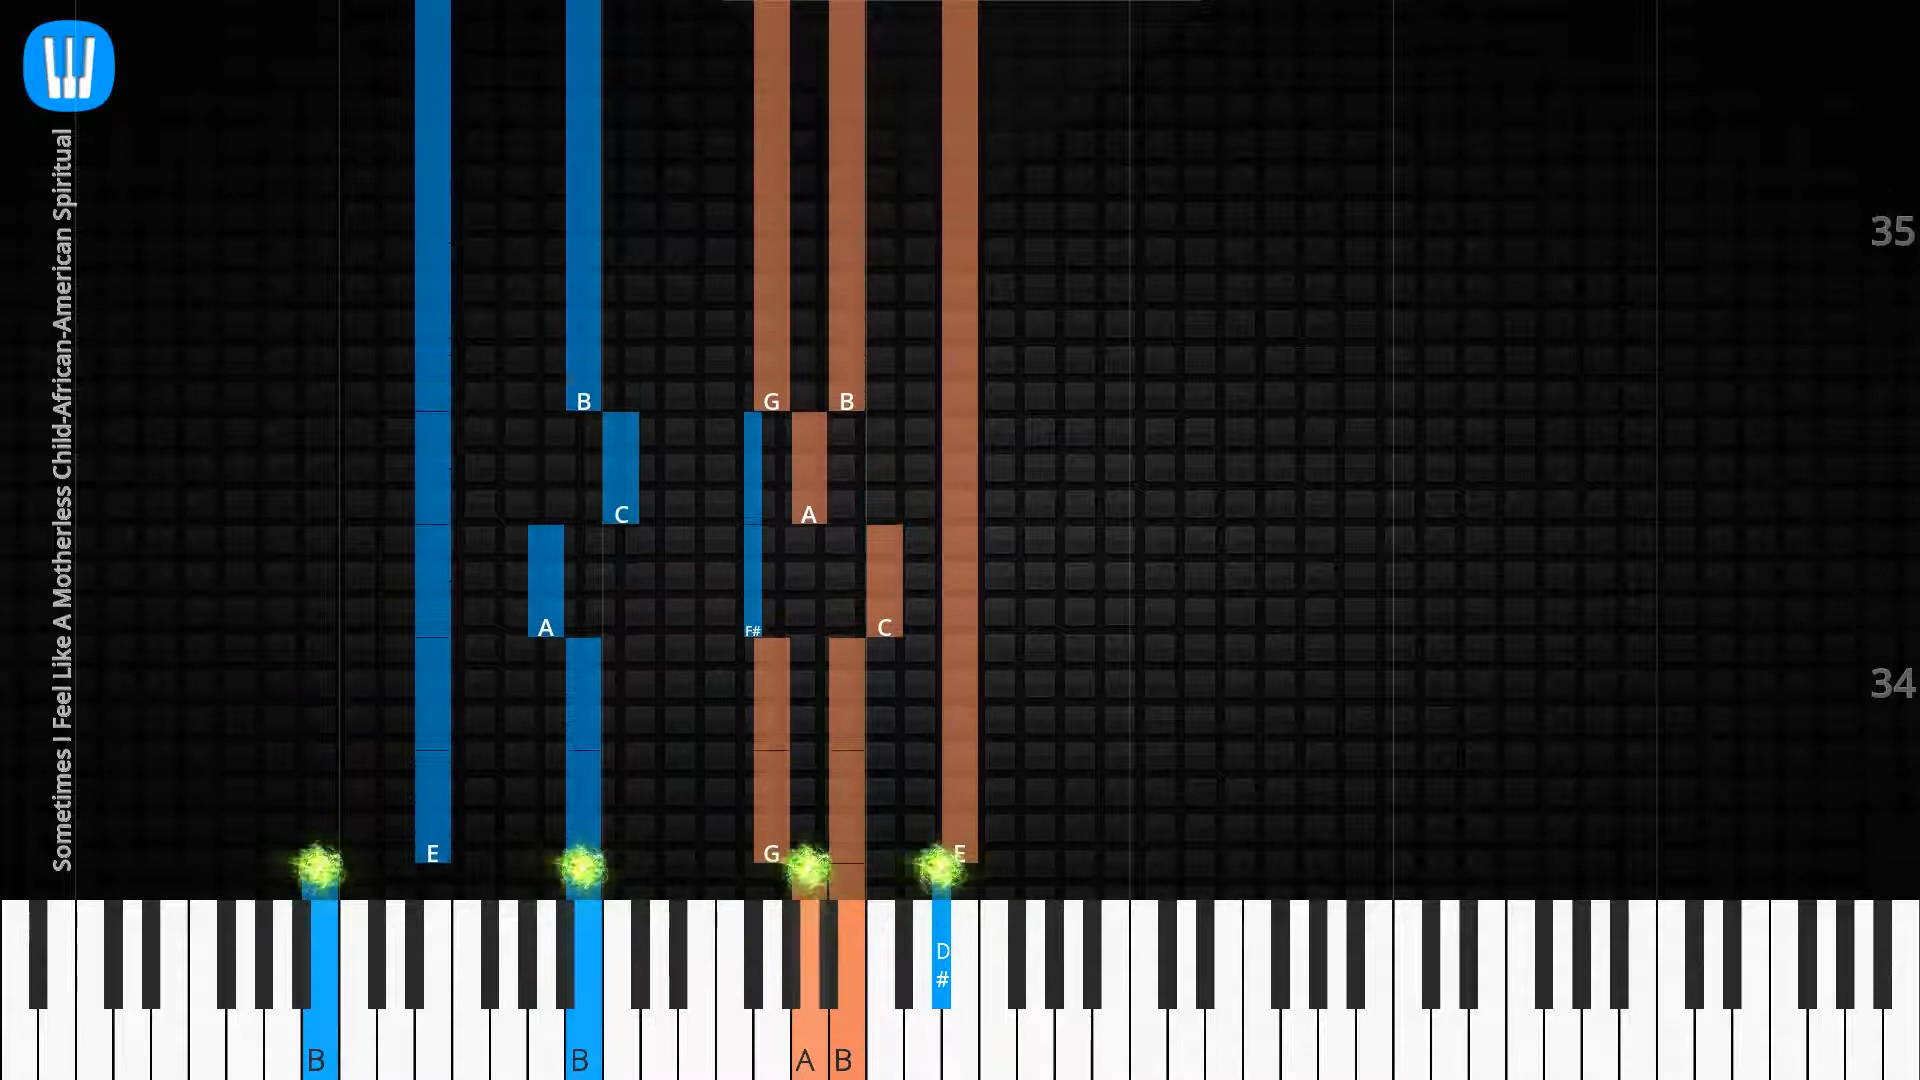 Sometimes I Feel Like A Motherless Child-African-American Spiritual
35
B
G
B
C
A
A
F#
C
34
E
G
E
D
#
B
B
A
B